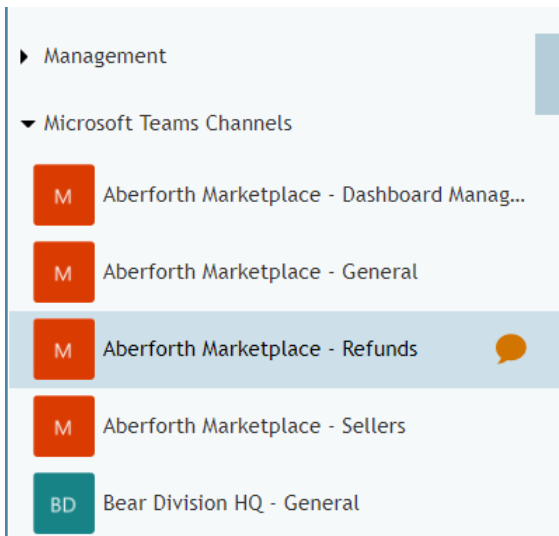 Management
Microsoft Teams Channels
M Aberforth Marketplace - Dashboard Manag...
M Aberforth Marketplace - General
M Aberforth Marketplace - Refunds
M Aberforth Marketplace - Sellers
BD Bear Division HQ - General